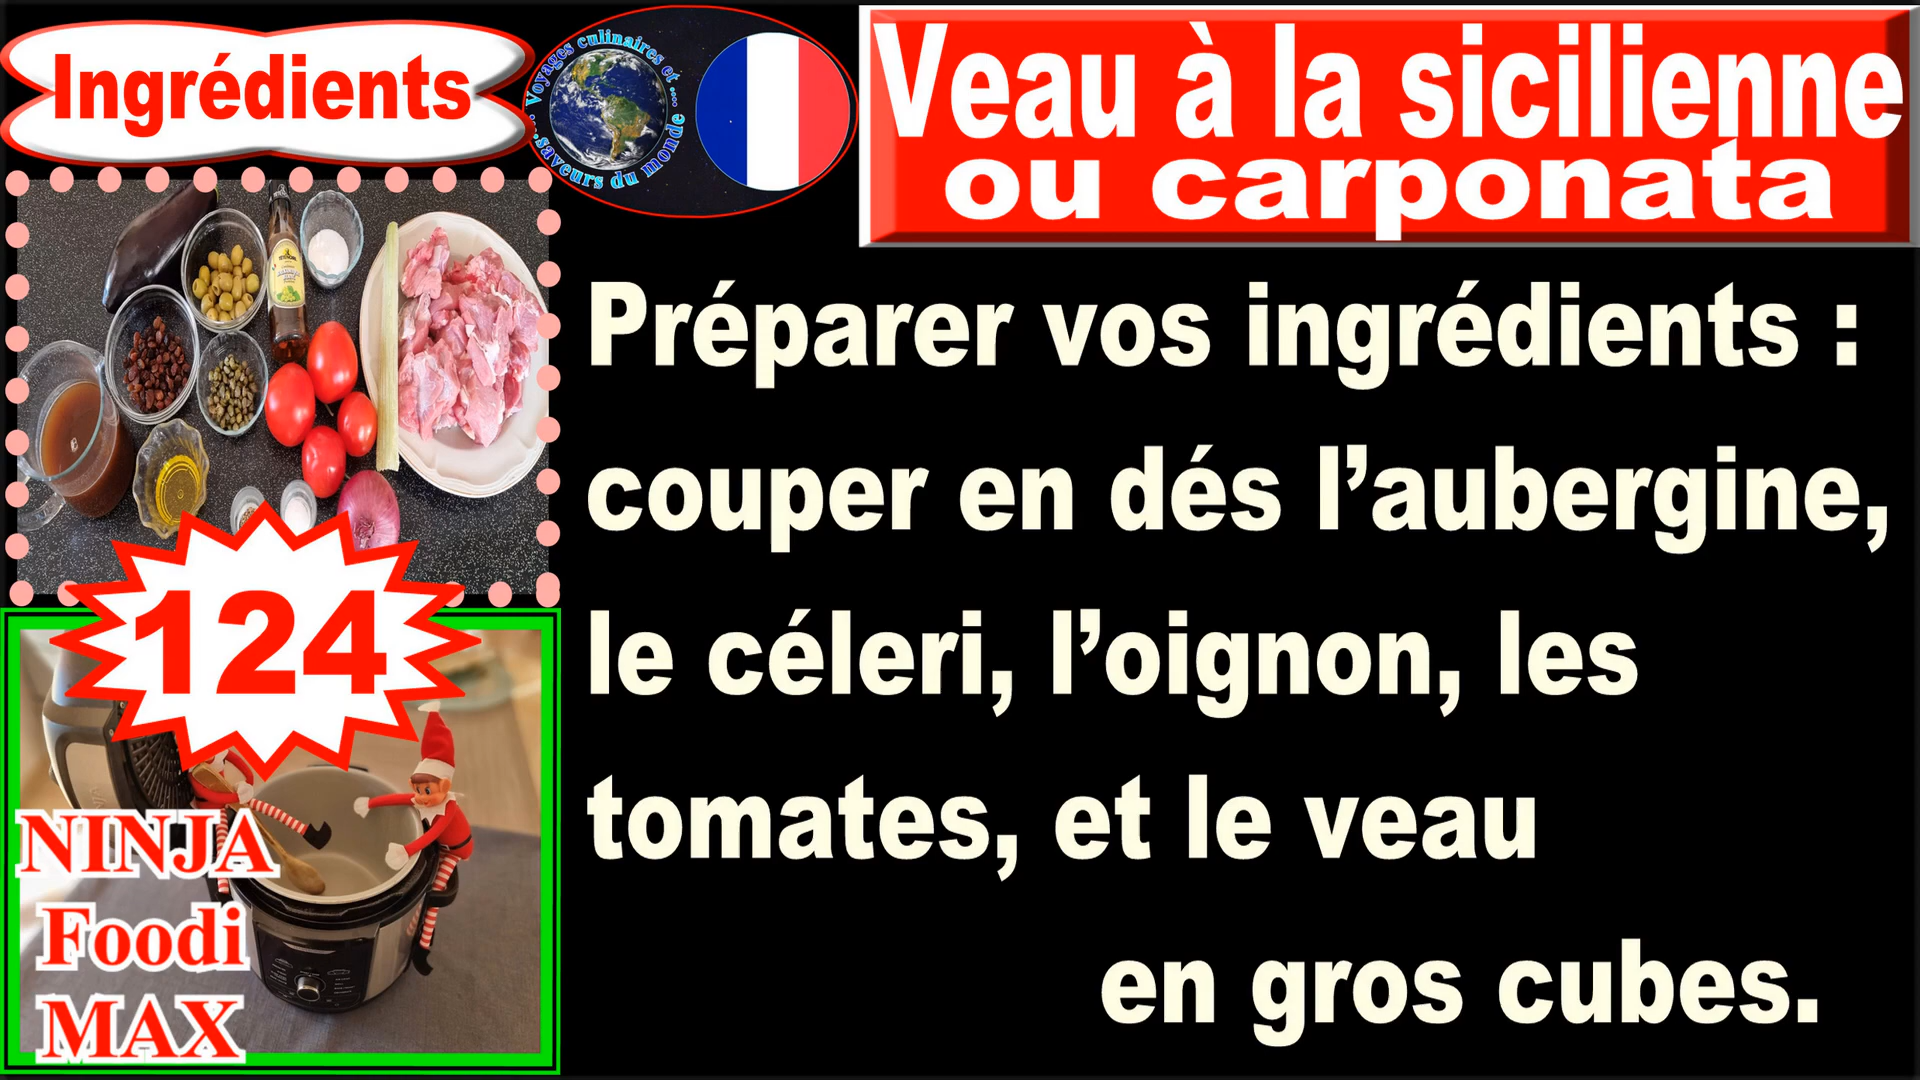 Ingrédients
Voyages culinaires et ....
....saveurs du monde
Veau à la sicilienne
ou carponata
Préparer vos ingrédients :
couper en dés l’aubergine,
le céleri, l’oignon, les
tomates, et le veau
en gros cubes.
124
NINJA
Foodi
MAX